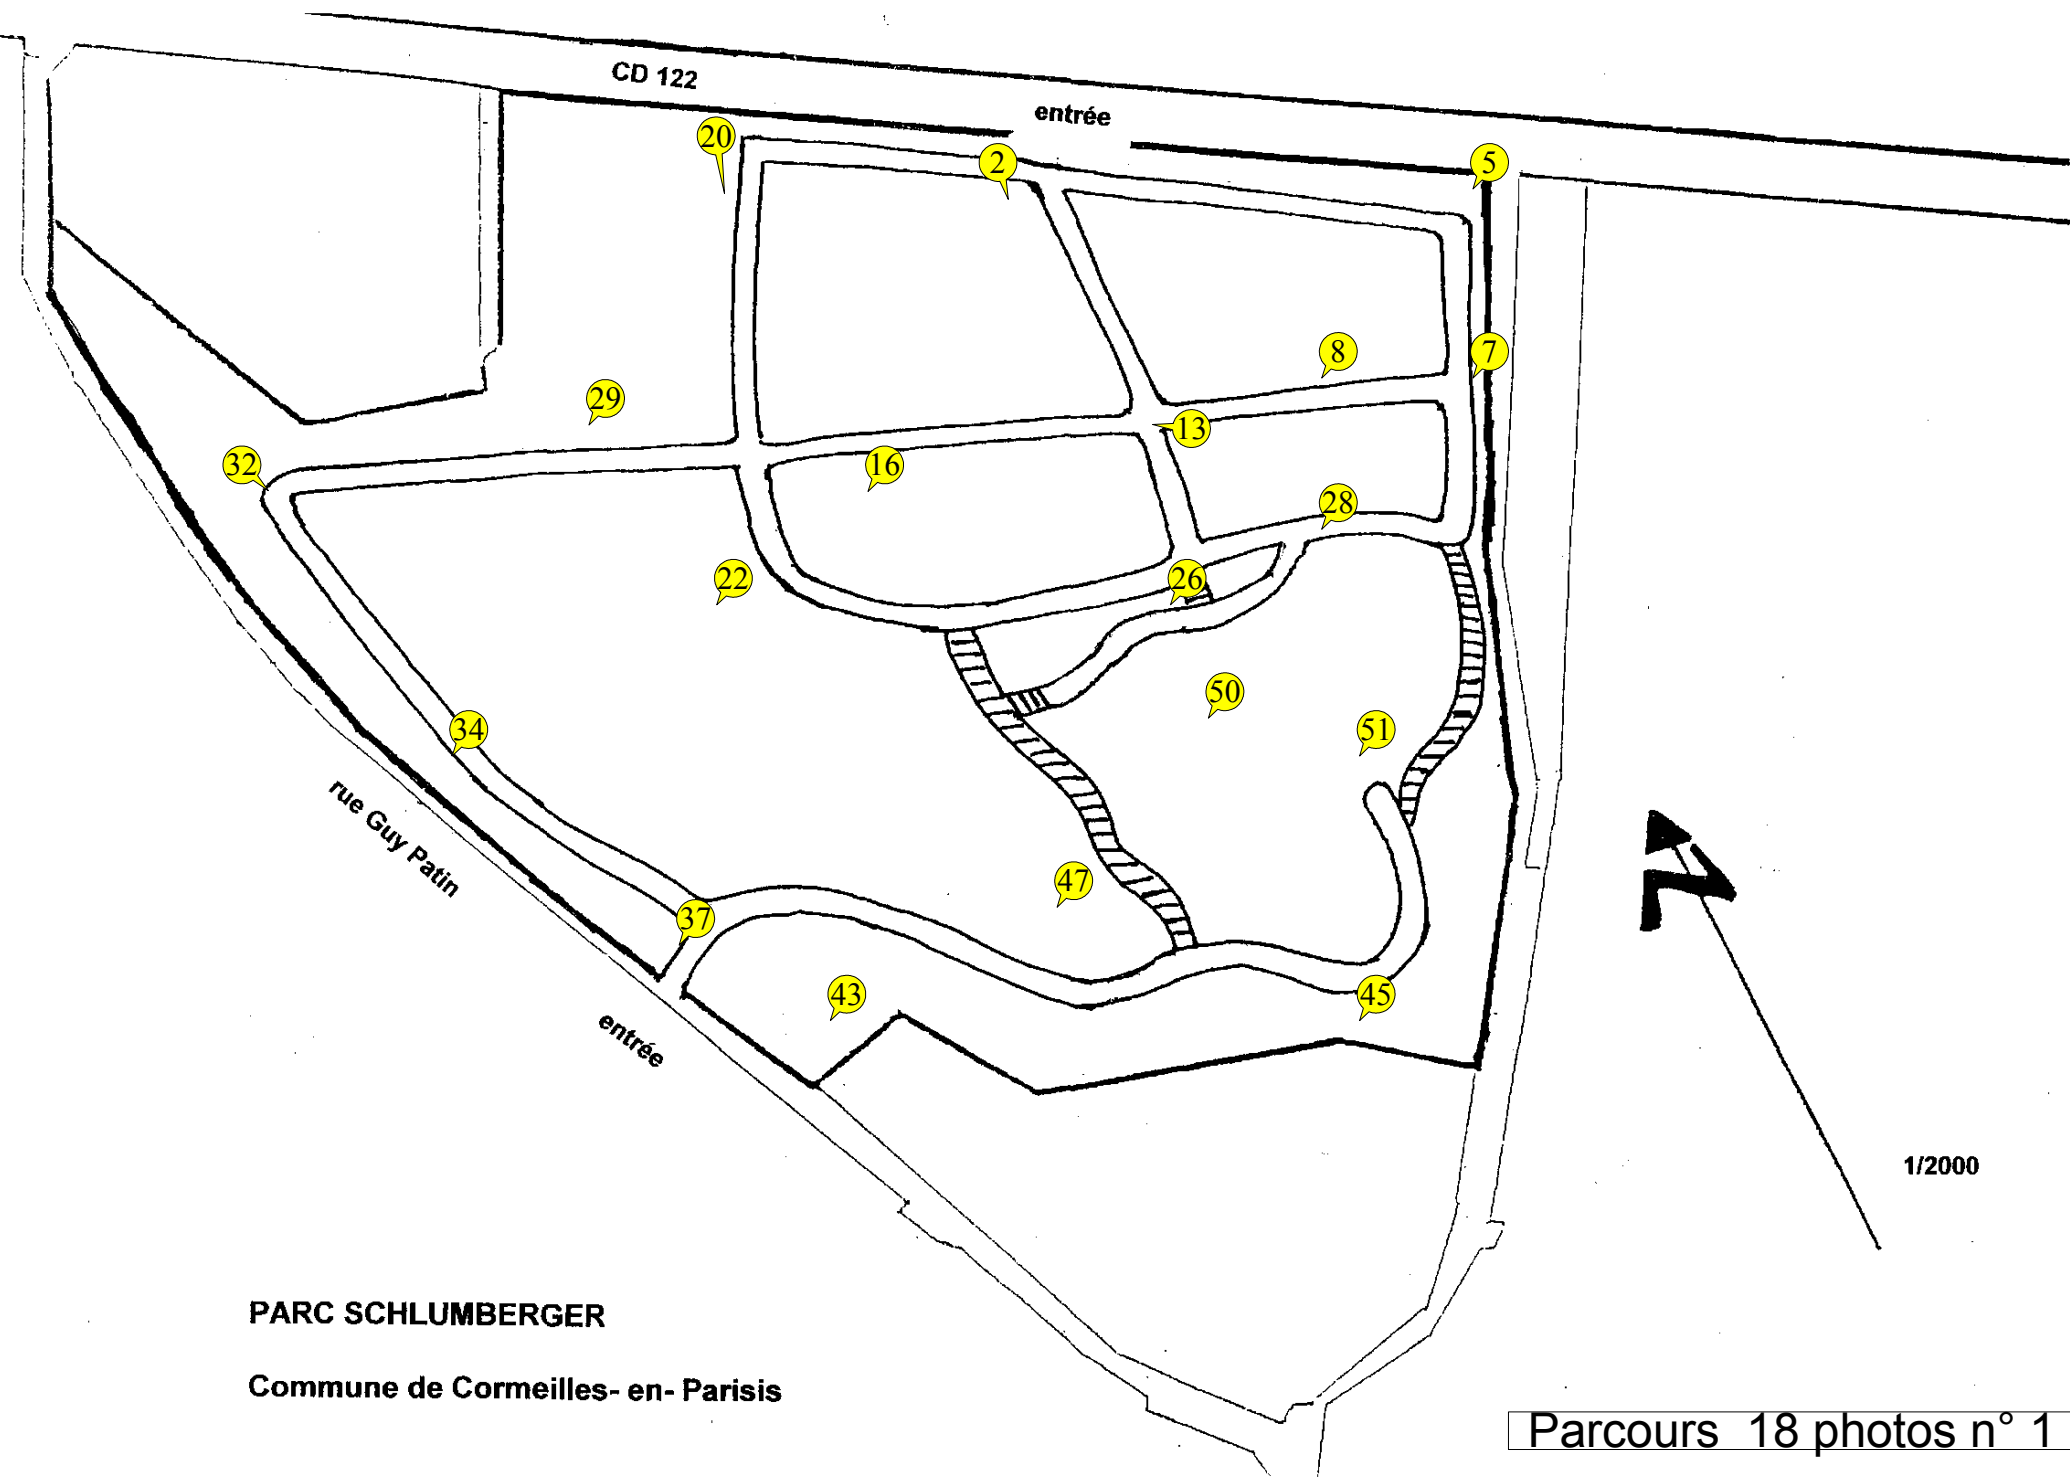 CD 122
entrée
20
2
5
8
7
29
13
32
16
28
22
26
50
34
51
rue Guy Patin
47
37
43
45
entrée
N
1/2000
PARC SCHLUMBERGER
Commune de Cormeilles- en- Parisis
Parcours 18 photos n° 1